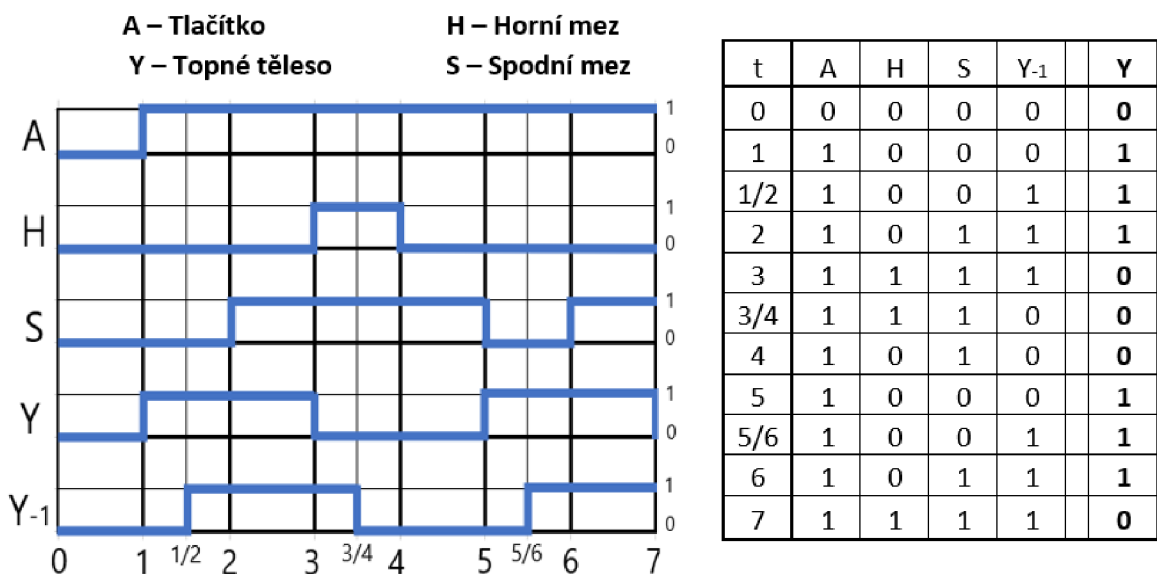 A – Tlačítko H – Horní mez
Y – Topné těleso S – Spodní mez
A 1
0
H 1
0
S 1
0
Y 1
0
Y-1 1
0
0 1 1/2 2 3 3/4 4 5 5/6 6 7
t A H S Y-1 Y
0 0 0 0 0 0
1 1 0 0 0 1
1/2 1 0 0 1 1
2 1 0 1 1 1
3 1 1 1 1 0
3/4 1 1 1 0 0
4 1 0 1 0 0
5 1 0 0 0 1
5/6 1 0 0 1 1
6 1 0 1 1 1
7 1 1 1 1 0